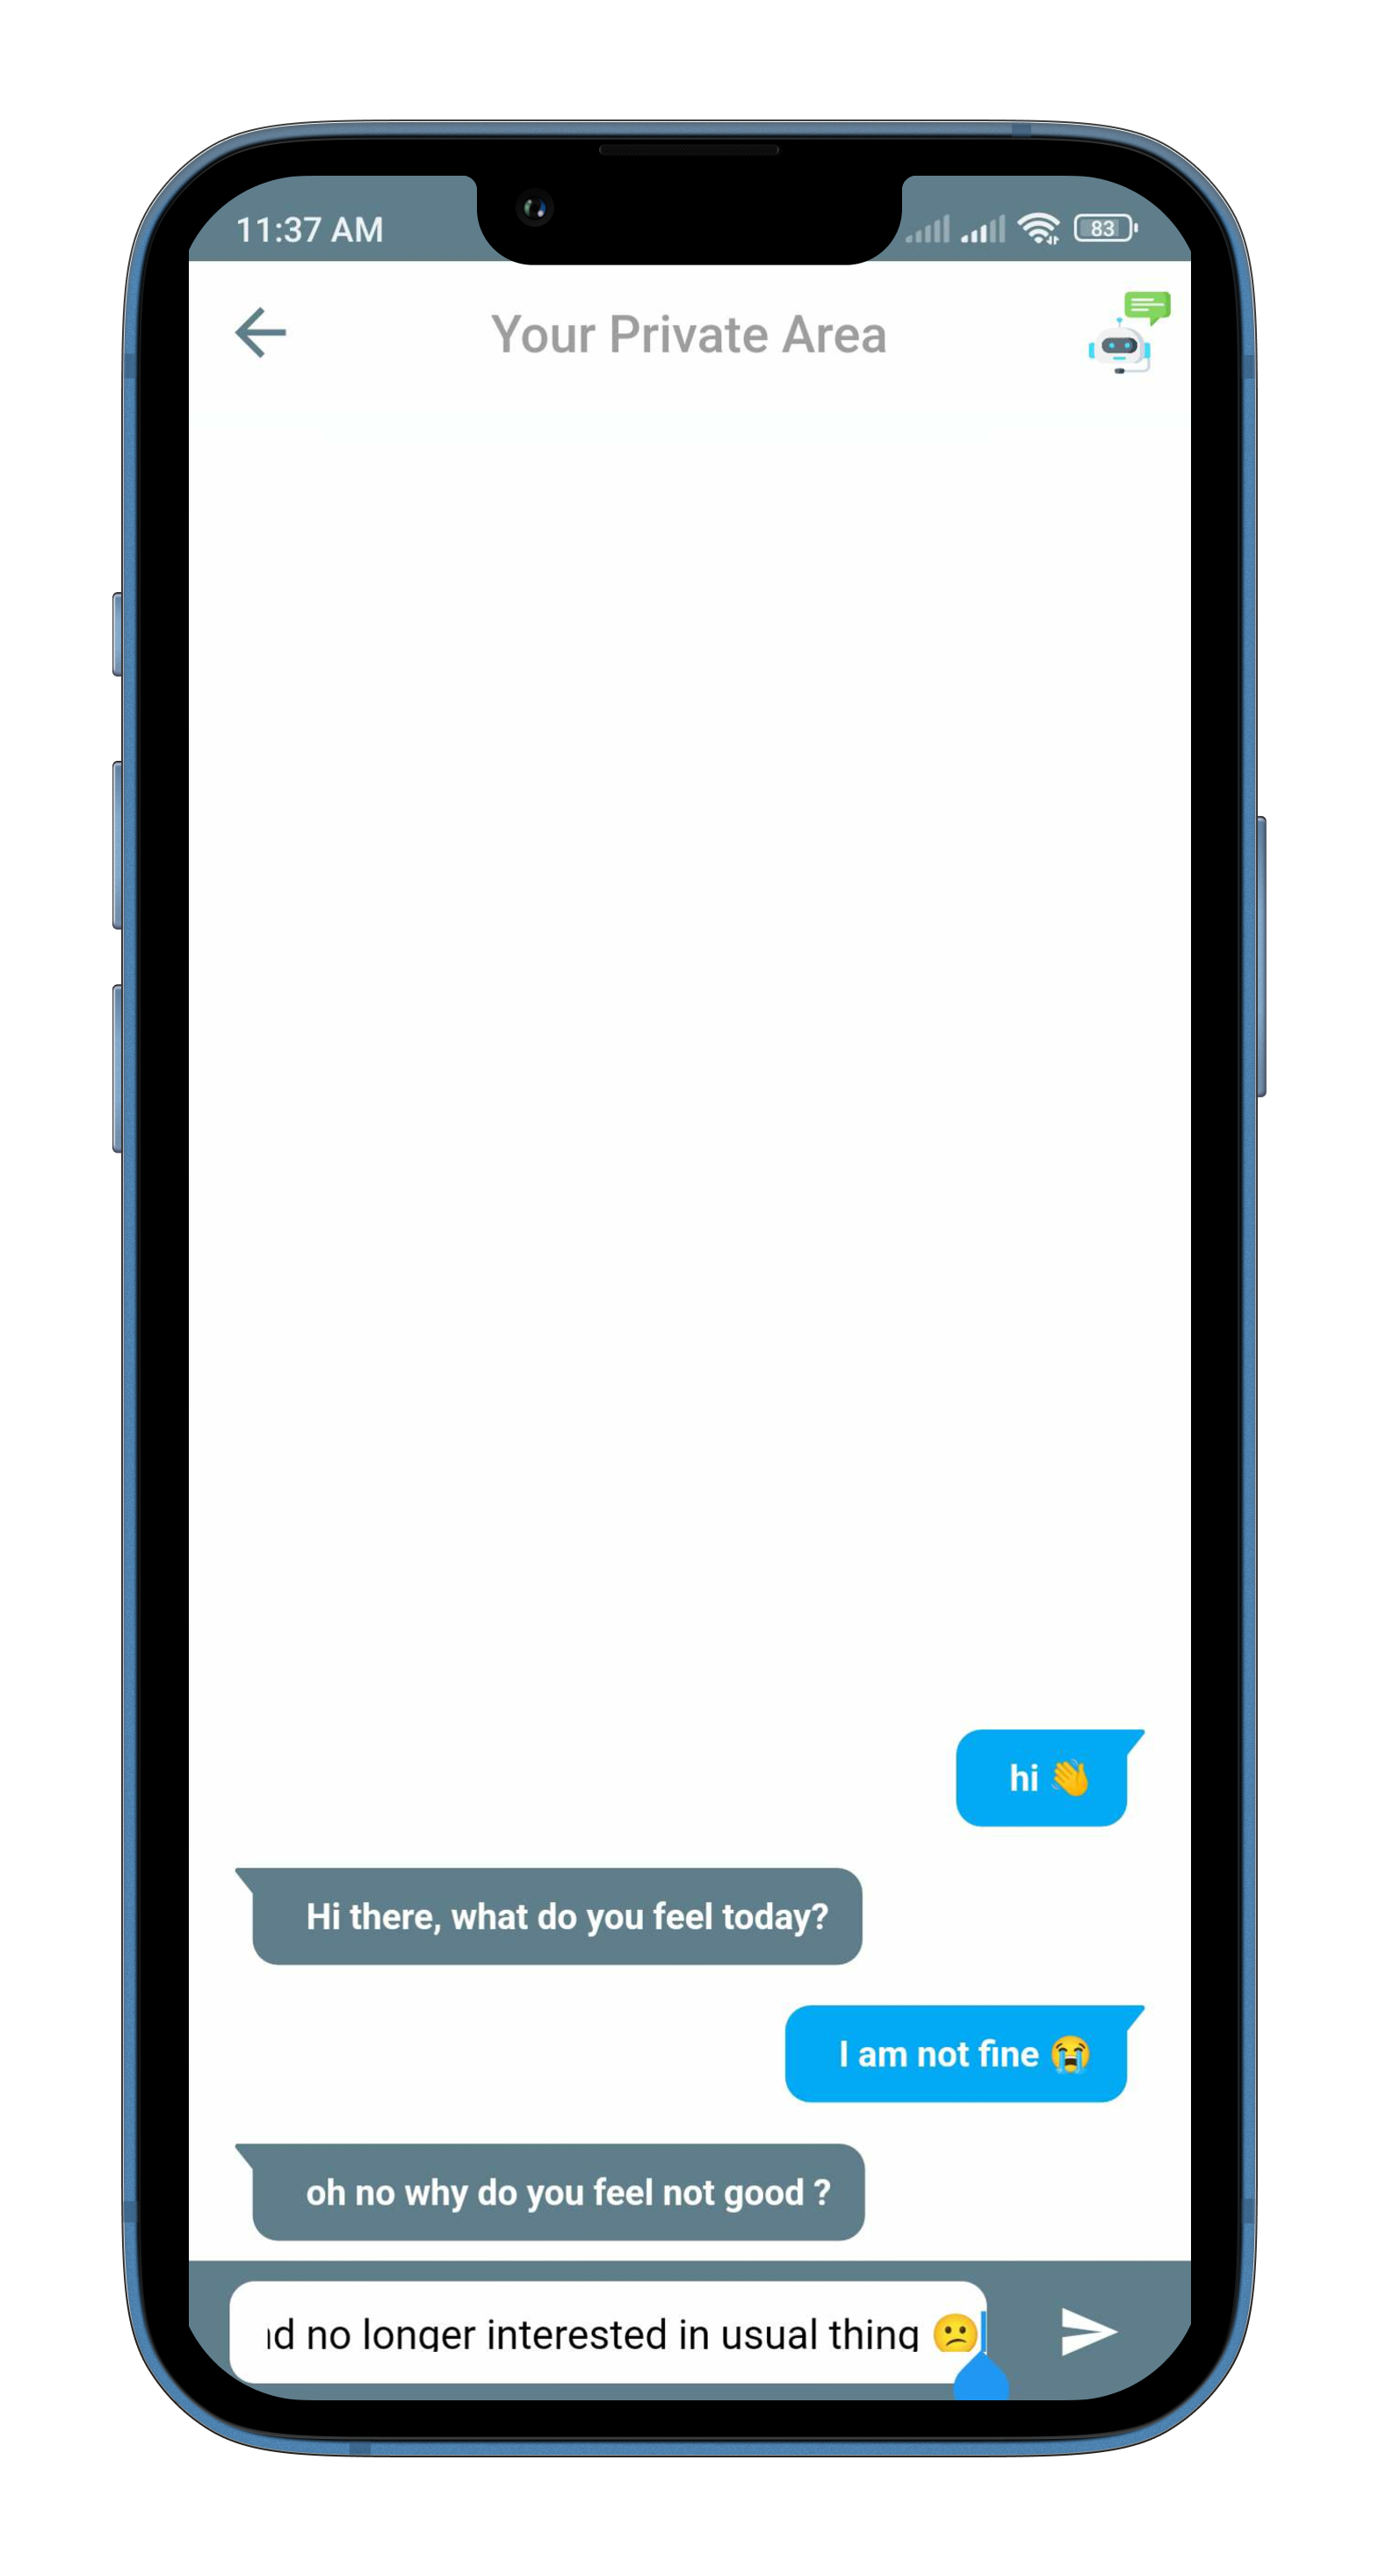 11:37 AM
83
Your Private Area
hi 👋
Hi there, what do you feel today?
I am not fine 😭
oh no why do you feel not good ?
no longer interested in usual thing 😕